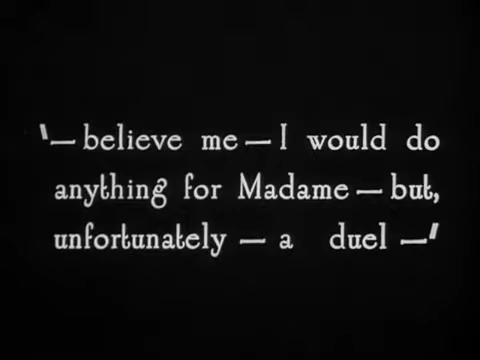 "—believe me—I would do
anything for Madame—but,
unfortunately — a duel —"